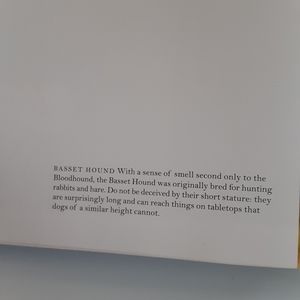 BASSET HOUND With a sense of smell second only to the
Bloodhound, the Basset Hound was originally bred for hunting
rabbits and hare. Do not be deceived by their short stature: they
are surprisingly long and can reach things on tabletops that
dogs of a similar height cannot.